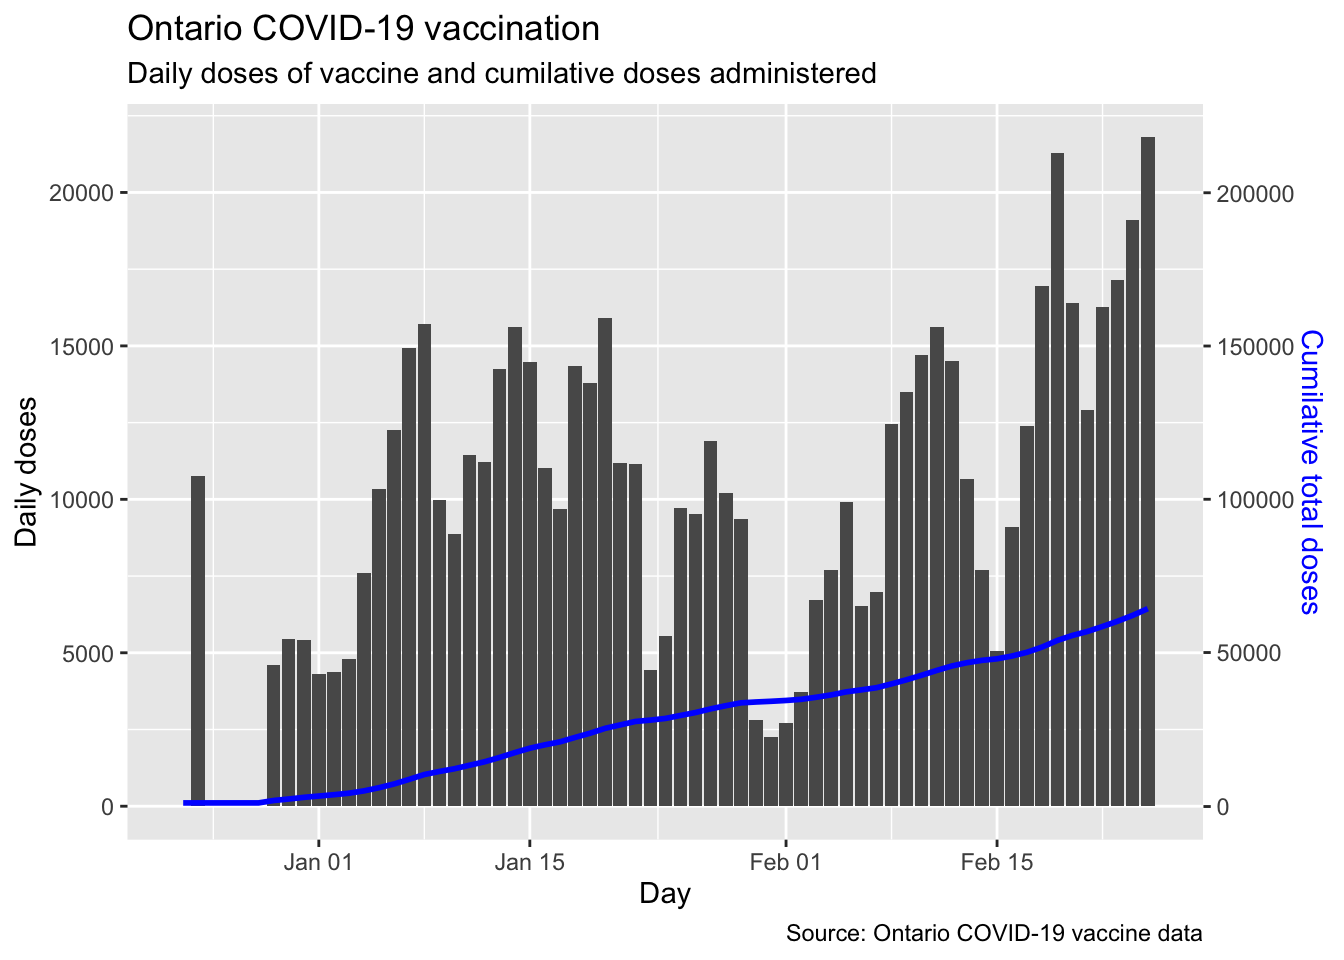 Ontario COVID-19 vaccination
Daily doses of vaccine and cumilative doses administered
Daily doses
20000
15000
10000
5000
0
200000
150000
100000
50000
0
Cumilative total doses
Jan 01
Jan 15
Feb 01
Feb 15
Day
Source: Ontario COVID-19 vaccine data